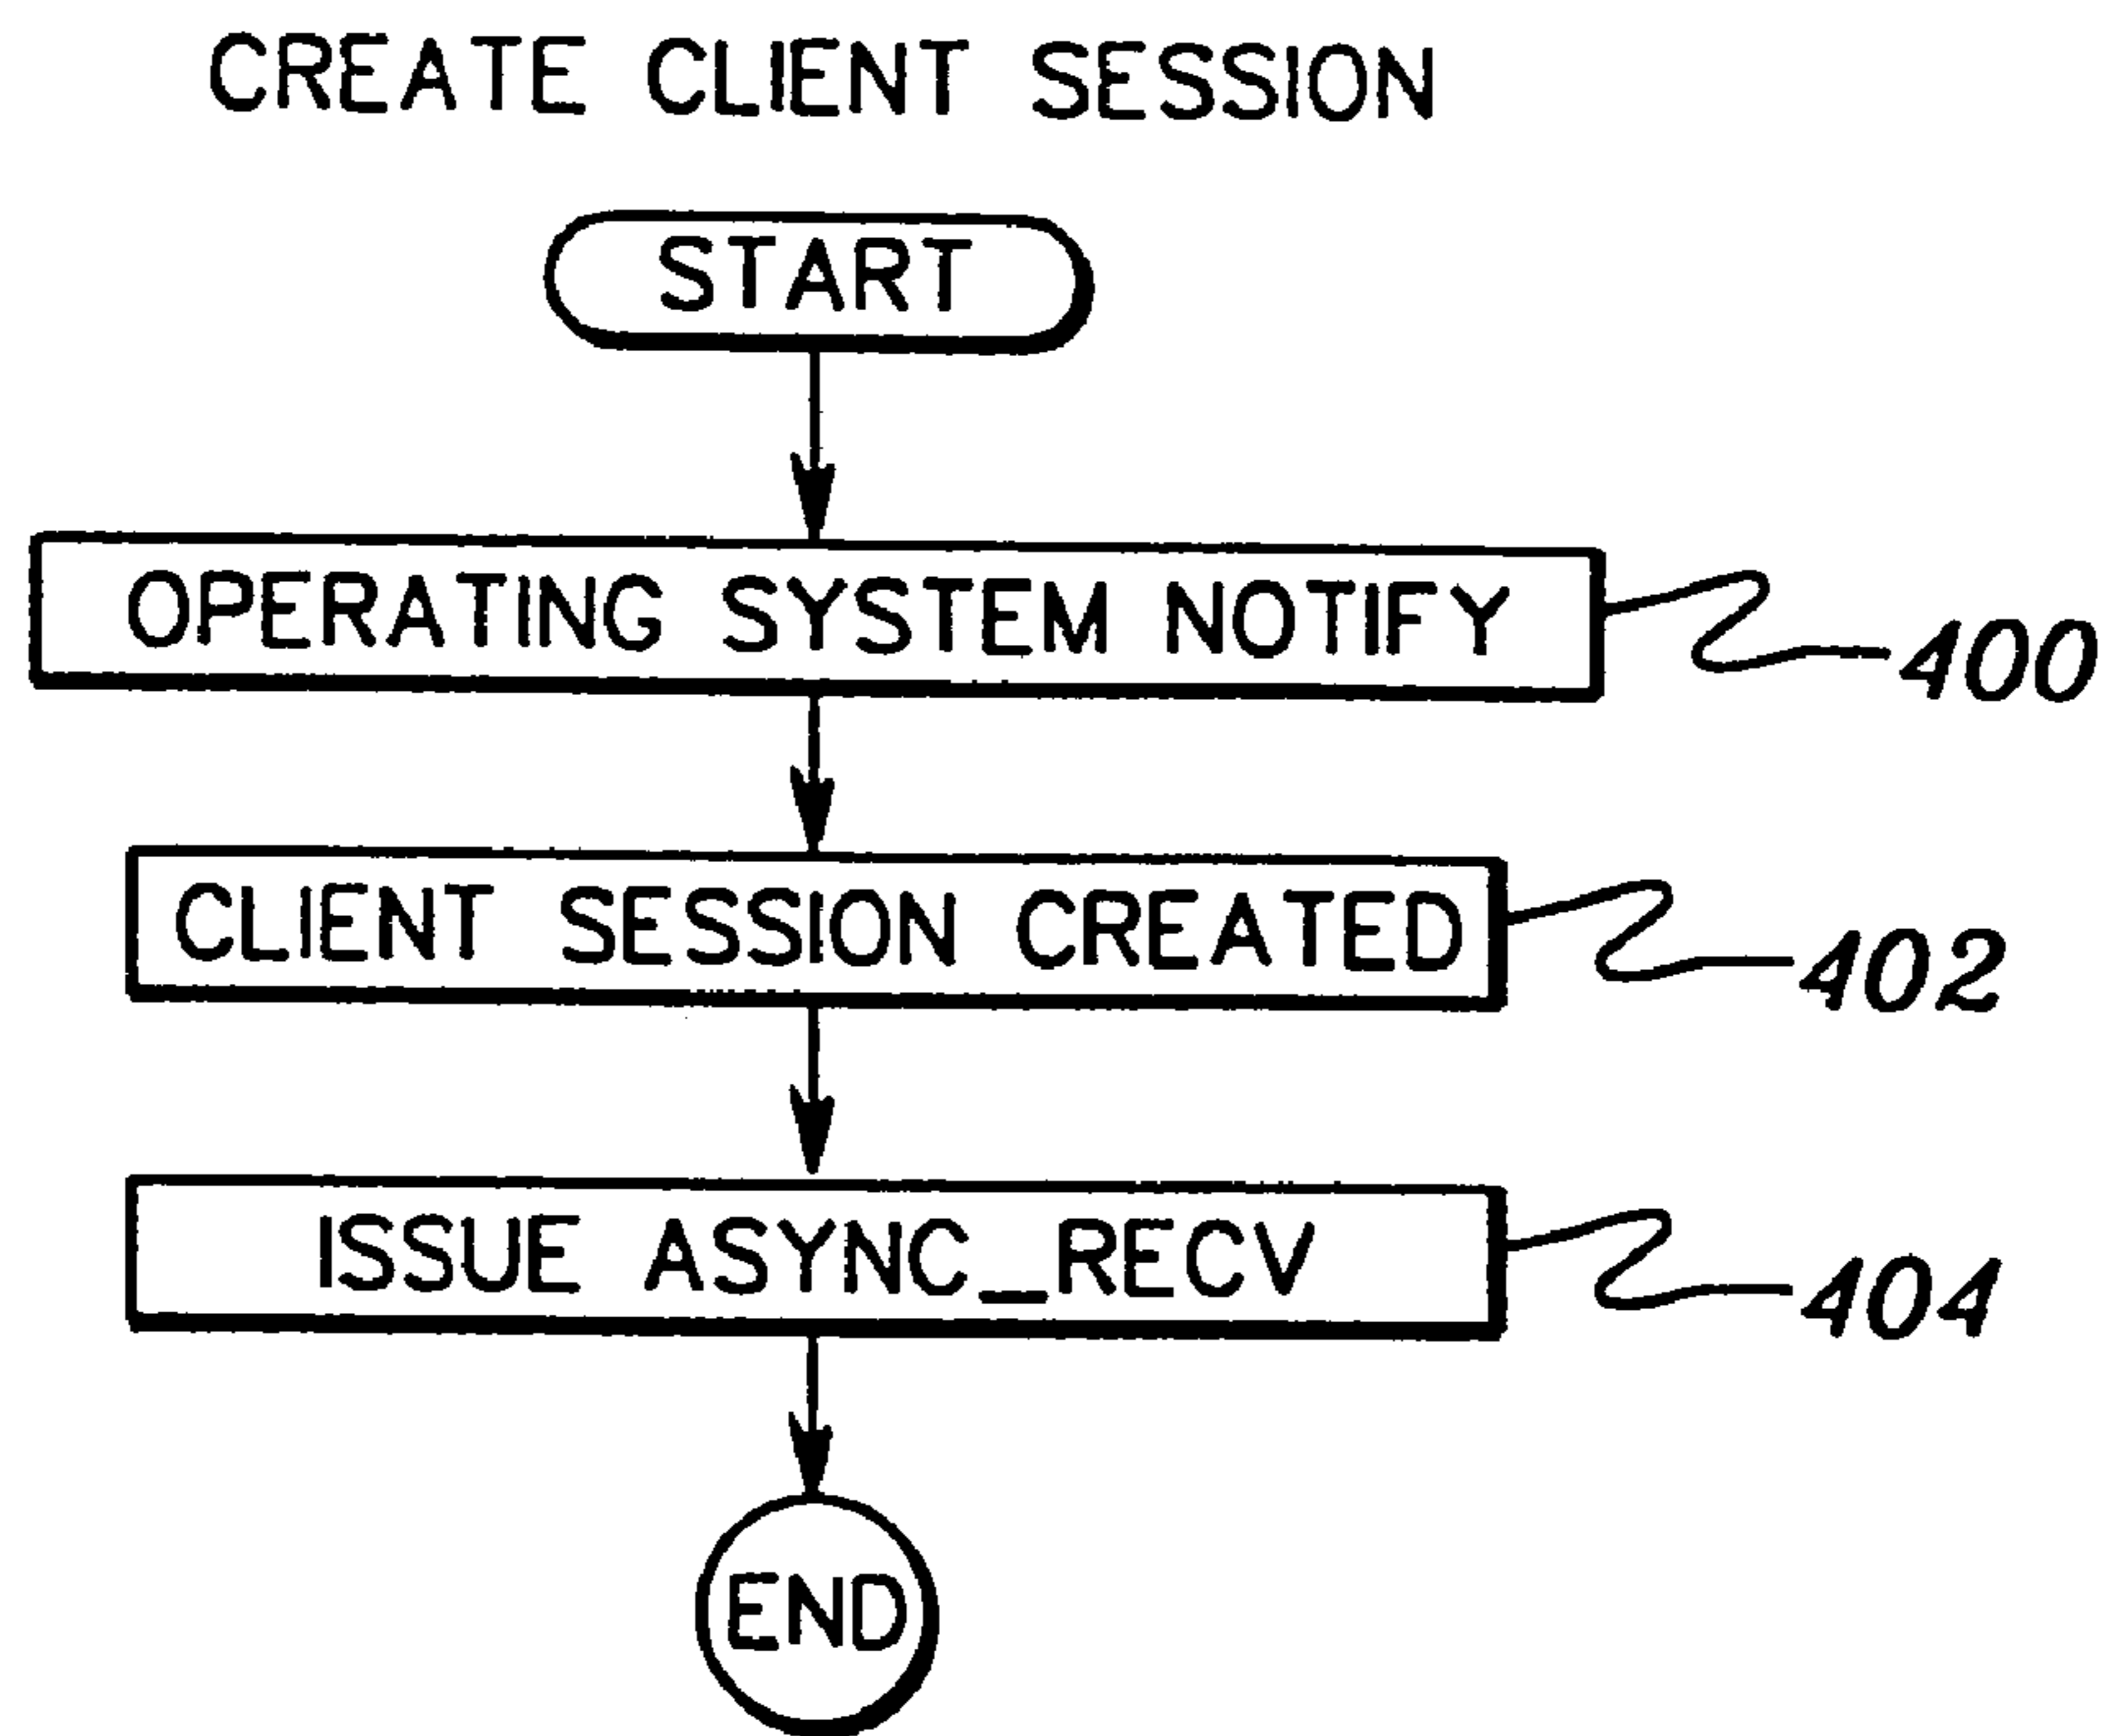 CREATE CLIENT SESSION
START
OPERATING SYSTEM NOTIFY
400
CLIENT SESSION CREATED
402
ISSUE ASYNC_RECV
404
END